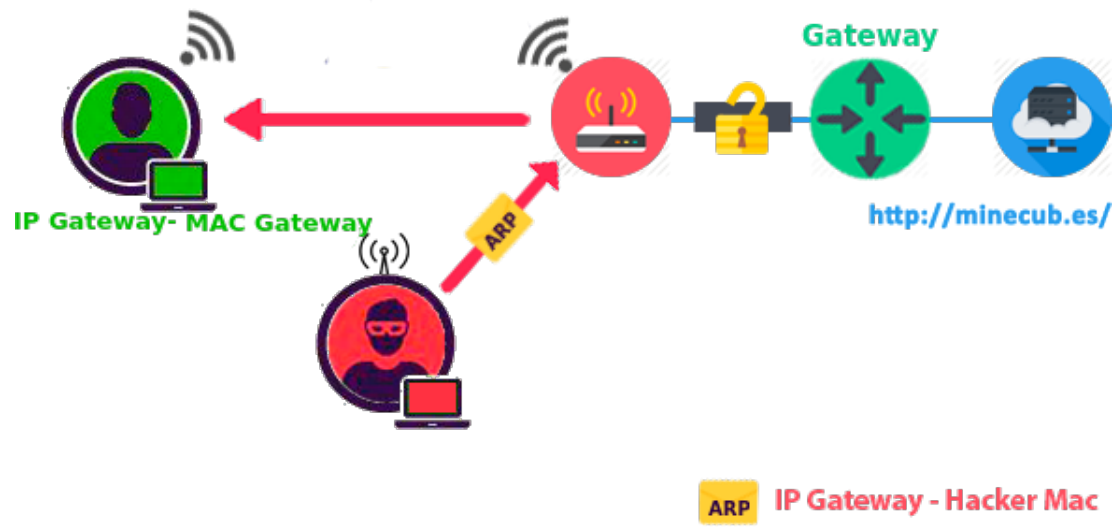 Gateway
IP Gateway- MAC Gateway
http://minecub.es/
ARP
ARP IP Gateway - Hacker Mac